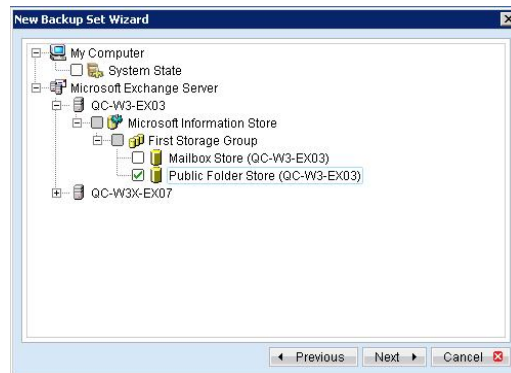 New Backup Set Wizard
My Computer
System State
Microsoft Exchange Server
QC-W3-EX03
Microsoft Information Store
First Storage Group
Mailbox Store (QC-W3-EX03)
Public Folder Store (QC-W3-EX03)
QC-W3X-EX07
Previous Next Cancel